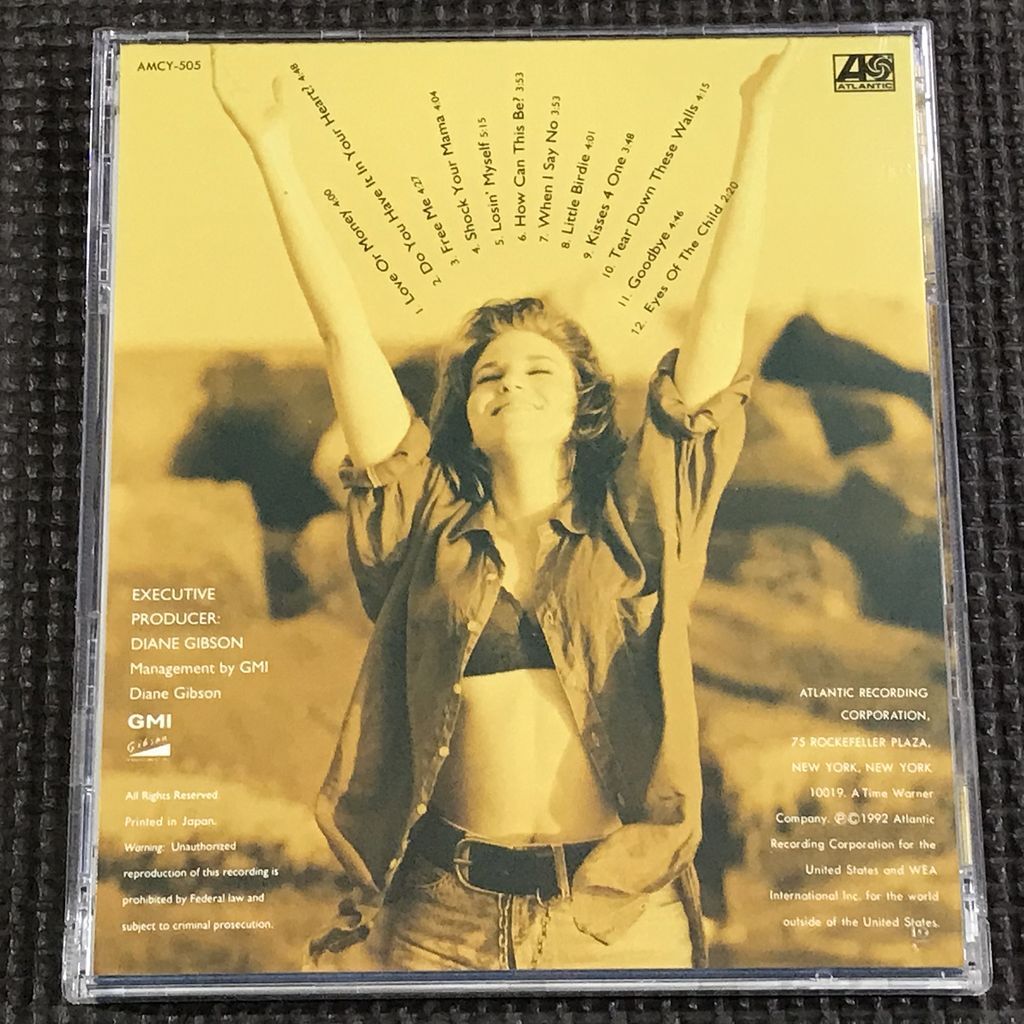 AMCY-505
ATLANTIC
1. Love Or Money 4:00
2. Do You Have It In Your Heart? 4:48
3. Free Me 4:27
4. Shock Your Mama 4:04
5. Losin' Myself 5:15
6. How Can This Be? 3:53
7. When I Say No 3:53
8. Little Birdie 4:01
9. Kisses 4 One 3:48
10. Tear Down These Walls 4:15
11. Goodbye 4:46
12. Eyes Of The Child 2:20
EXECUTIVE
PRODUCER:
DIANE GIBSON
Management by GMI
Diane Gibson
GMI
Gibson
All Rights Reserved.
Printed in Japan.
Warning: Unauthorized
reproduction of this recording is
prohibited by Federal law and
subject to criminal prosecution.
ATLANTIC RECORDING
CORPORATION,
75 ROCKEFELLER PLAZA,
NEW YORK, NEW YORK
10019. A Time Warner
Company. ℗©1992 Atlantic
Recording Corporation for the
United States and WEA
International Inc. for the world
outside of the United States.